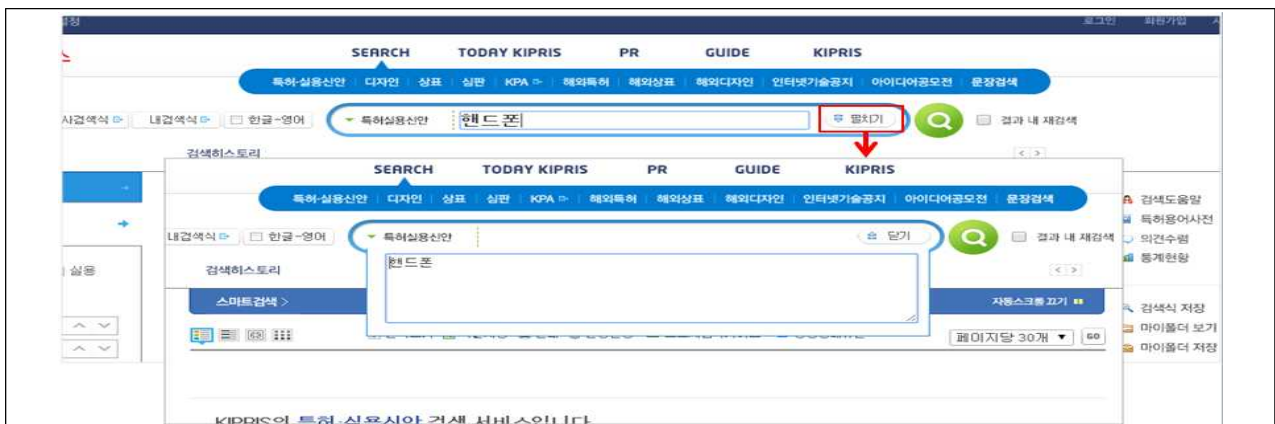 설정 로그인 회원가입
SEARCH TODAY KIPRIS PR GUIDE KIPRIS
특허·실용신안 디자인 상표 심판 KPA 해외특허 해외상표 해외디자인 인터넷기술공지 아이디어공모전 문장검색
사검색식 내검색식 한글-영어 특허실용신안 핸드폰 펼치기 결과 내 재검색
검색히스토리
SEARCH TODAY KIPRIS PR GUIDE KIPRIS
특허·실용신안 디자인 상표 심판 KPA 해외특허 해외상표 해외디자인 인터넷기술공지 아이디어공모전 문장검색
검색도움말
특허용어사전
내검색식 한글-영어 특허실용신안 닫기 결과 내 재검색
의견수렴
통계현황
핸드폰
실용
검색히스토리
스마트검색 > 자동스크롤 끄기
검색식 저장
마이폴더 보기
페이지당 30개 GO
마이폴더 저장
KIPRIS의 특허·실용신안 검색 서비스입니다